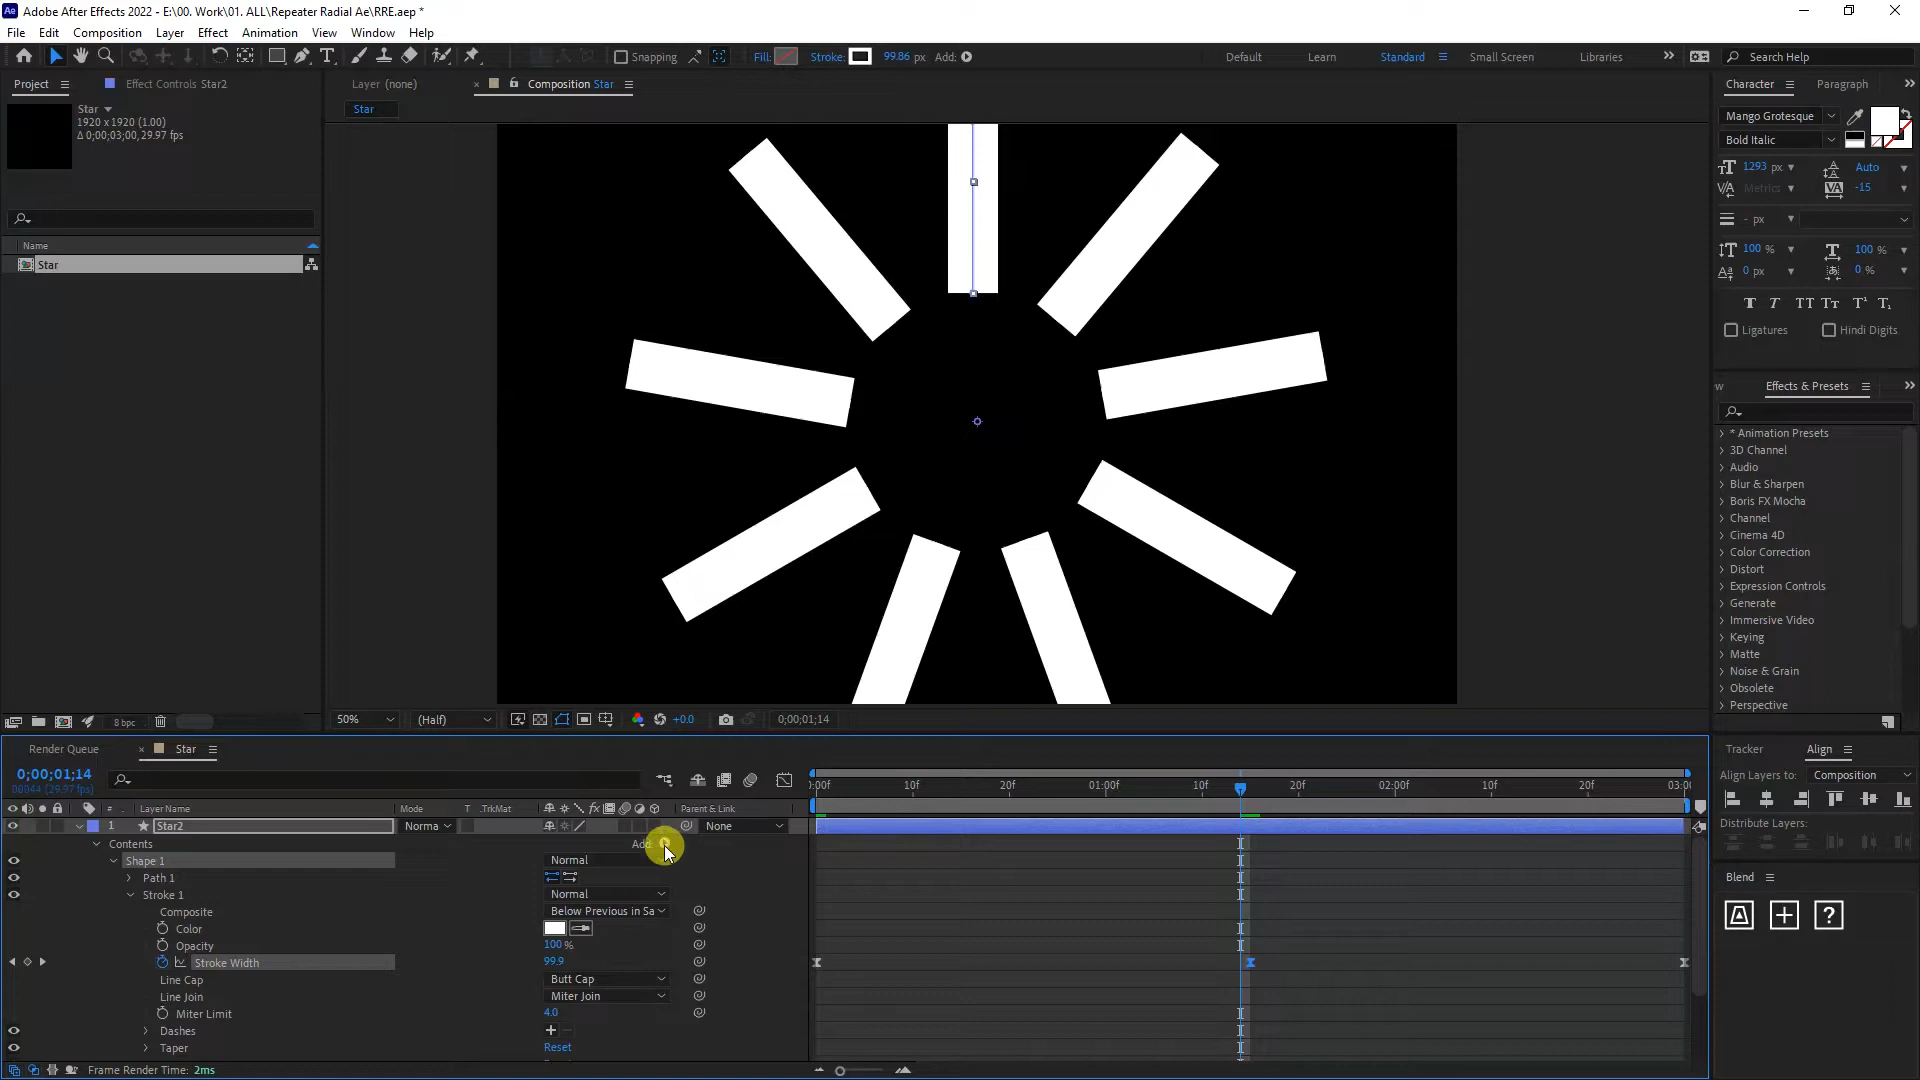 Adobe After Effects 2022 - E:\00. Work\01. ALL\Repeater Radial Ae\RRE.aep *
File Edit Composition Layer Effect Animation View Window Help
Snapping Fill: Stroke: 99.86 px Add: Default Learn Standard Small Screen Libraries Search Help
Project Effect Controls Star2 Layer (none) Composition Star Character Paragraph
Star
1920 x 1920 (1.00)
Δ 0;00;03;00, 29.97 fps
Star
Mango Grotesque
Bold Italic
1293 px Auto
Metrics -15
- px
100 % 100 %
0 px 0 %
Ligatures Hindi Digits
Name
Star
Effects & Presets
* Animation Presets
3D Channel
Audio
Blur & Sharpen
Boris FX Mocha
Channel
Cinema 4D
Color Correction
Distort
Expression Controls
Generate
Immersive Video
Keying
Matte
Noise & Grain
Obsolete
Perspective
8 bpc 50% (Half) +0.0 0;00;01;14
Render Queue Star
0;00;01;14
00044 (29.97 fps)
:00f 10f 20f 01:00f 10f 20f 02:00f 10f 20f 03:0
# Layer Name Mode T .TrkMat Parent & Link
1 Star2 Norma None
Contents Add:
Shape 1 Normal
Path 1
Stroke 1 Normal
Composite Below Previous in Sa
Color
Opacity 100 %
Stroke Width 99.9
Line Cap Butt Cap
Line Join Miter Join
Miter Limit 4.0
Dashes
Taper Reset
Frame Render Time: 2ms
Tracker Align
Align Layers to: Composition
Distribute Layers:
Blend